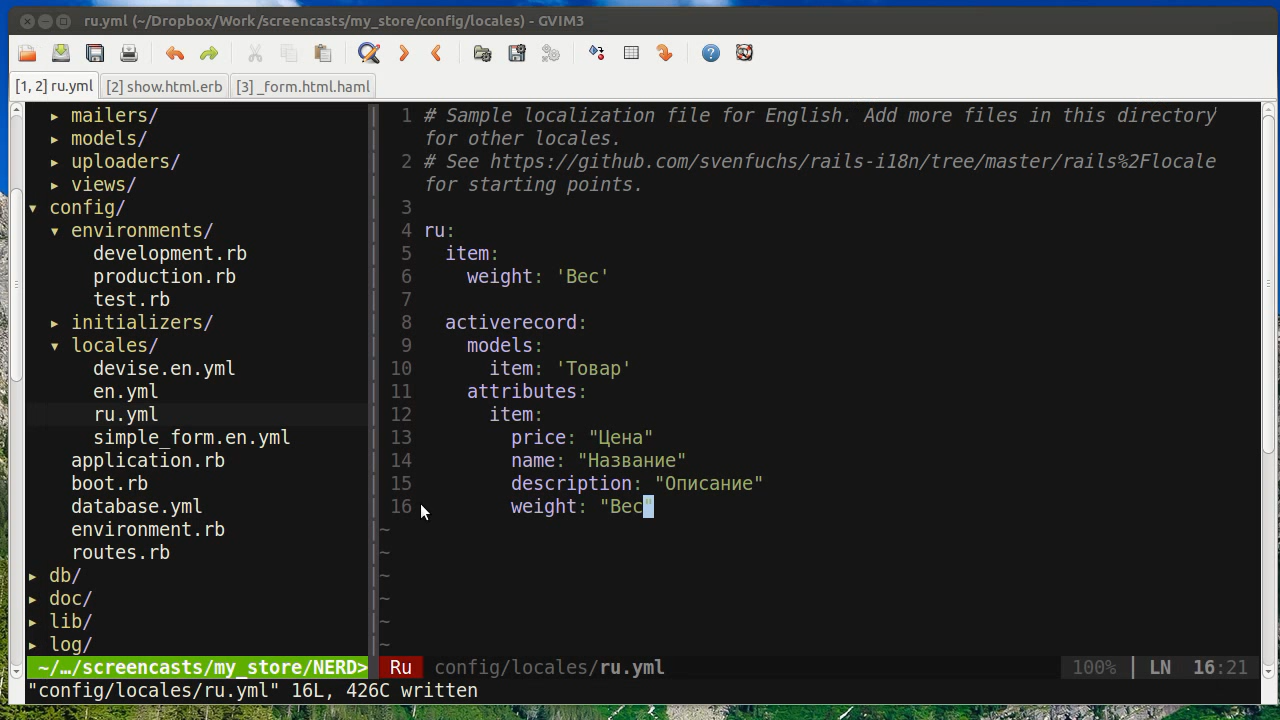 ru.yml (~/Dropbox/Work/screencasts/my_store/config/locales) - GVIM3
[1, 2] ru.yml [2] show.html.erb [3] _form.html.haml
▸ mailers/
▸ models/
▸ uploaders/
▸ views/
▾ config/
▾ environments/
development.rb
production.rb
test.rb
▸ initializers/
▾ locales/
devise.en.yml
en.yml
ru.yml
simple_form.en.yml
application.rb
boot.rb
database.yml
environment.rb
routes.rb
▸ db/
▸ doc/
▸ lib/
▸ log/
~/…/screencasts/my_store/NERD>
1 # Sample localization file for English. Add more files in this directory
for other locales.
2 # See https://github.com/svenfuchs/rails-i18n/tree/master/rails%2Flocale
for starting points.
3
4 ru:
5 item:
6 weight: 'Вес'
7
8 activerecord:
9 models:
10 item: 'Товар'
11 attributes:
12 item:
13 price: "Цена"
14 name: "Название"
15 description: "Описание"
16 weight: "Вес"
~
~
~
~
~
~
Ru config/locales/ru.yml 100% | LN 16:21
"config/locales/ru.yml" 16L, 426C written